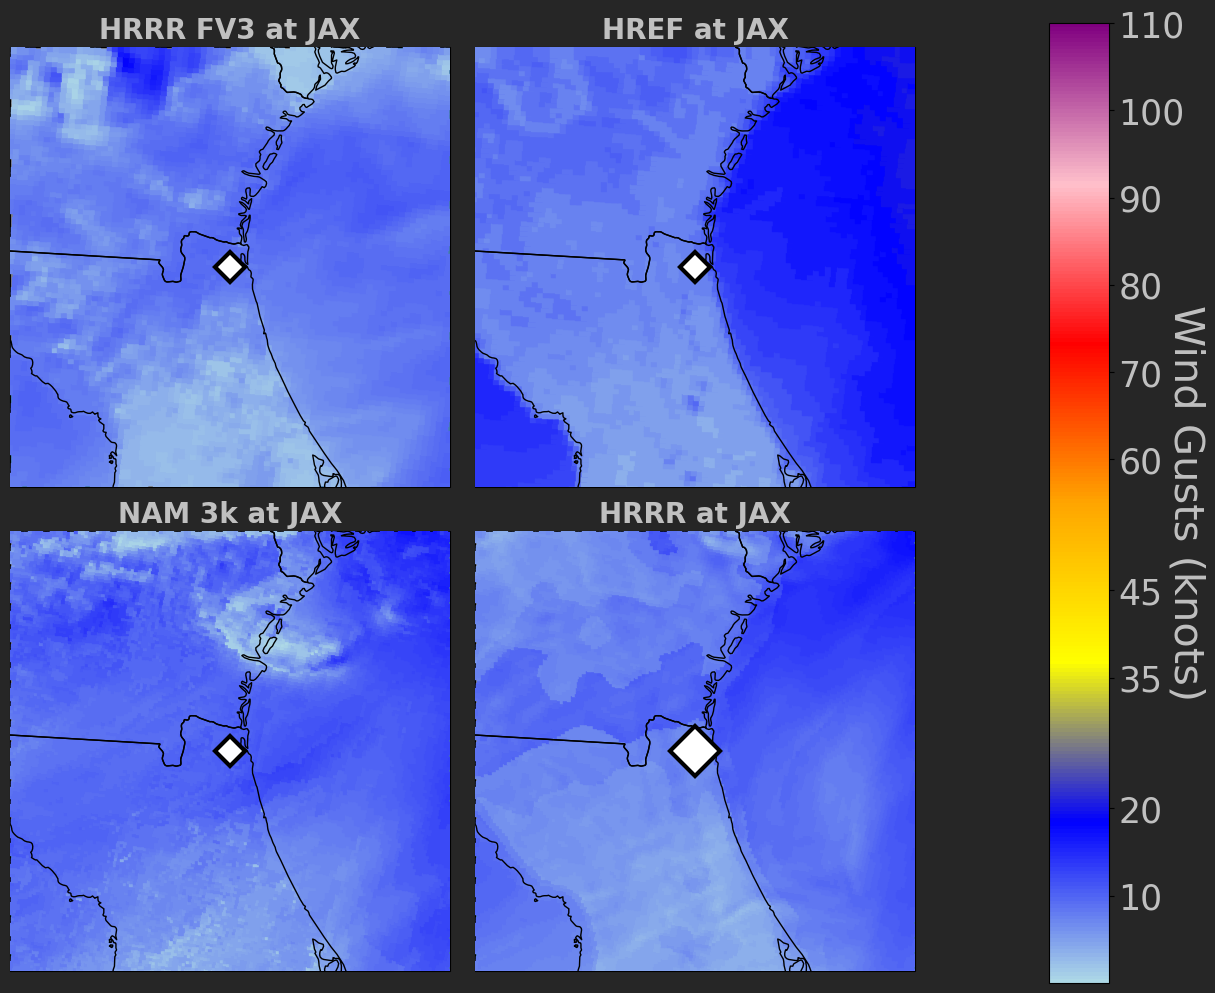 HRRR FV3 at JAX
HREF at JAX
NAM 3k at JAX
HRRR at JAX
110
100
90
80
70
60
45
35
20
10
Wind Gusts (knots)